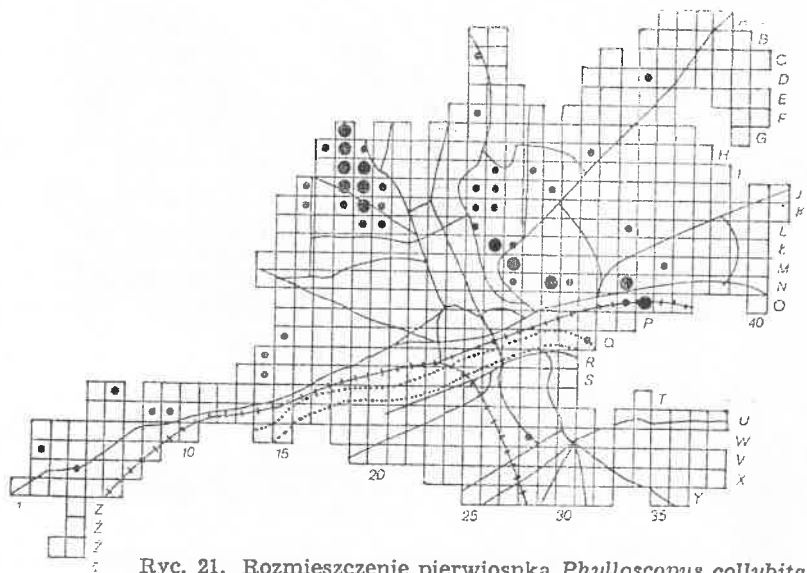 B
C
D
E
F
G
H
I
J
K
L
Ł
M
N
O
40
P
Q
R
S
T
U
W
V
X
Y
1
10
15
20
25
30
35
Z
Ź
Ż
Ryc. 21. Rozmieszczenie pierwiosnka Phylloscopus collybita